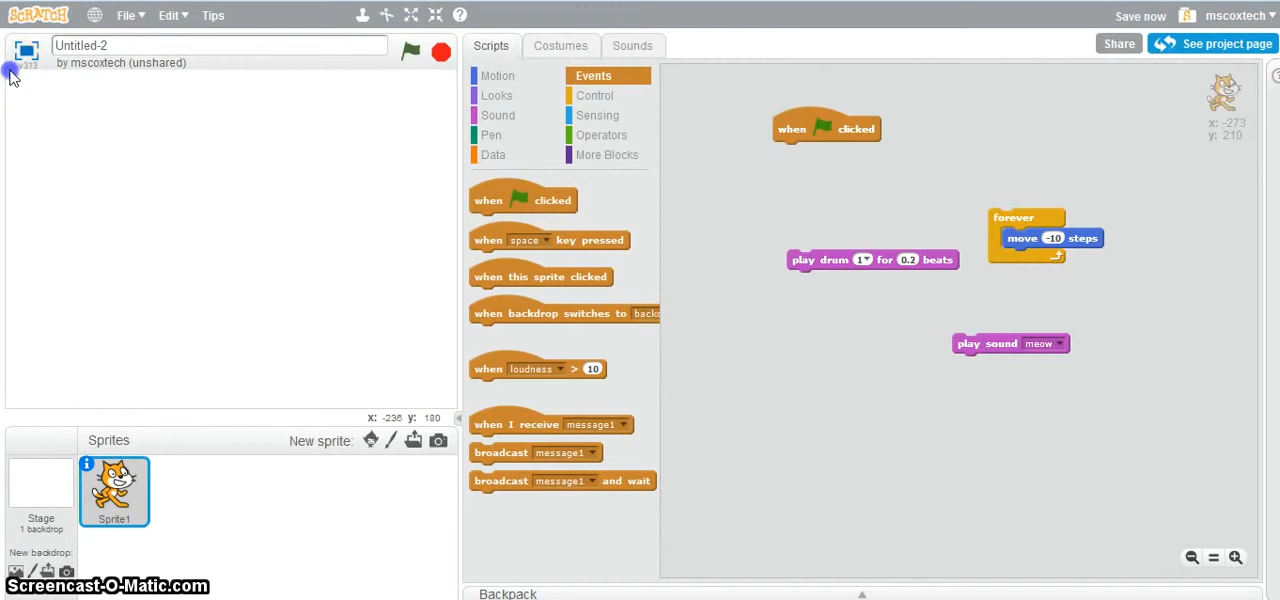 SCRATCH File▼ Edit▼ Tips Save now mscoxtech▼
Untitled-2
by mscoxtech (unshared)
v313
Scripts Costumes Sounds Share See project page
Motion Events
Looks Control
Sound Sensing
Pen Operators
Data More Blocks
when clicked
when space key pressed
when this sprite clicked
when backdrop switches to backd
when loudness > 10
when I receive message1
broadcast message1
broadcast message1 and wait
when clicked
forever
move -10 steps
play drum 1 for 0.2 beats
play sound meow
x: -273
y: 210
x: -236 y: 180
Sprites New sprite:
Sprite1
Stage
1 backdrop
New backdrop:
Backpack
Screencast-O-Matic.com